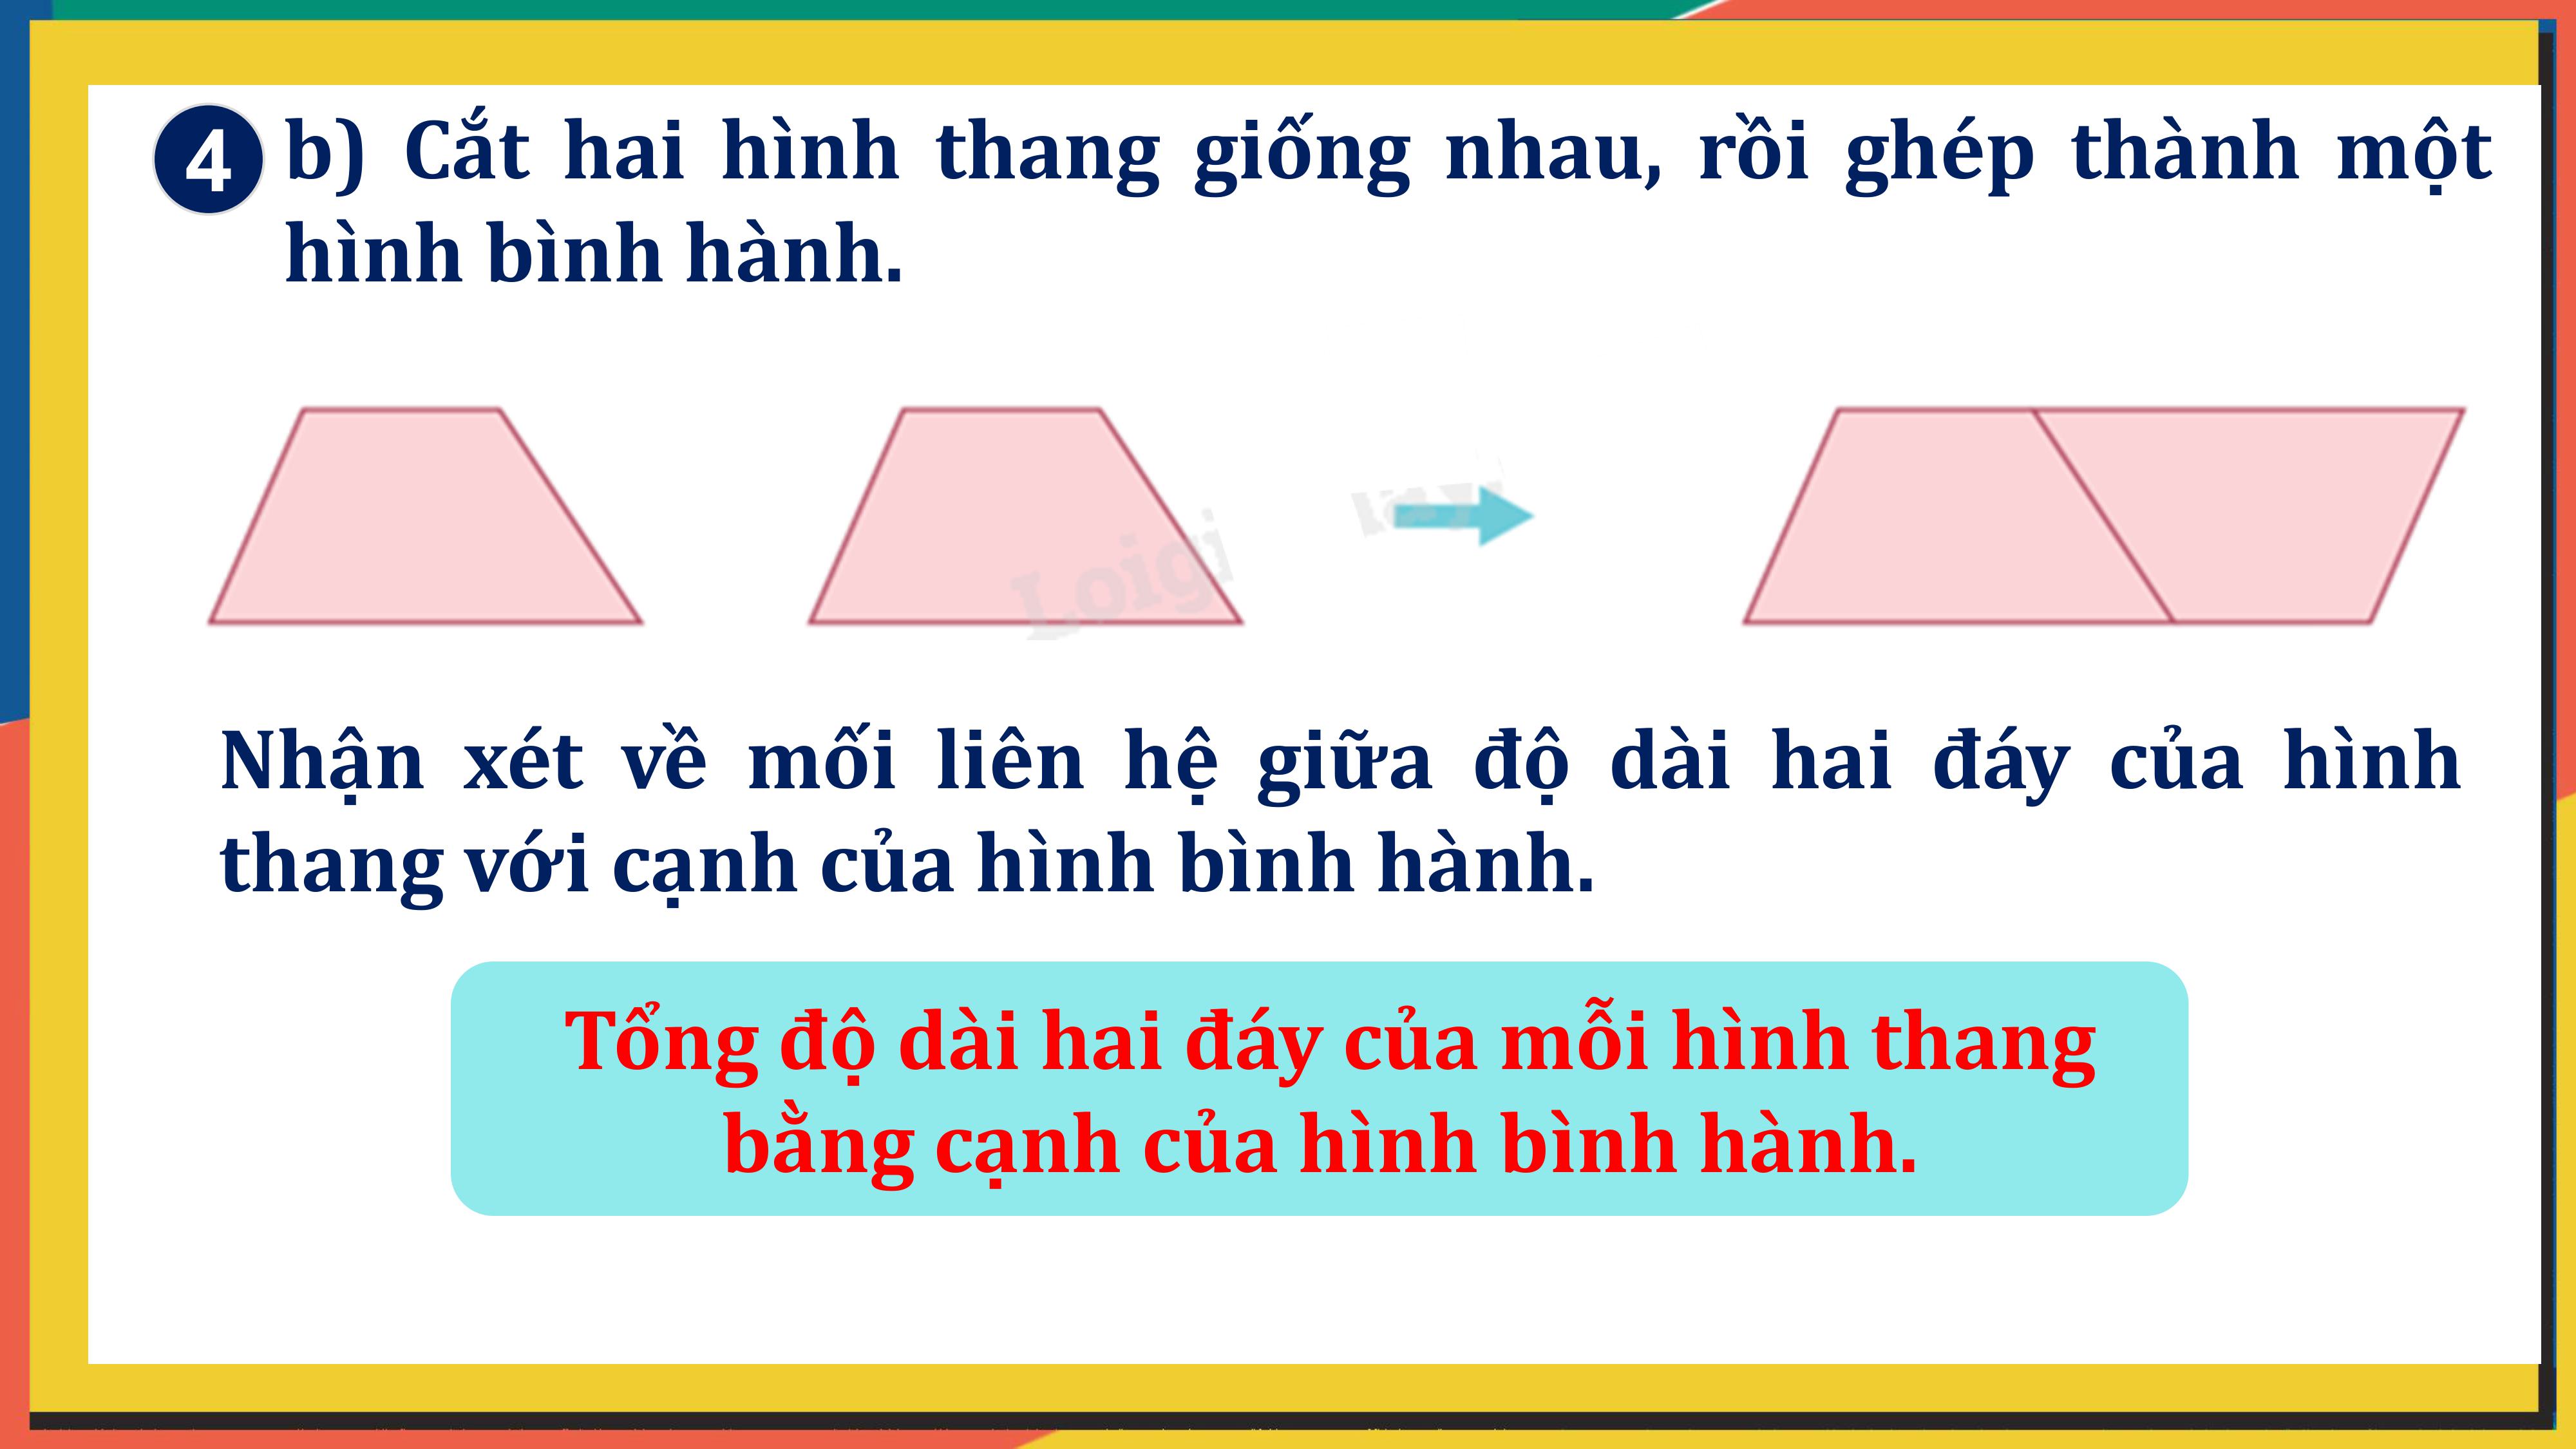 4 b) Cắt hai hình thang giống nhau, rồi ghép thành một
hình bình hành.
Loigi
Nhận xét về mối liên hệ giữa độ dài hai đáy của hình
thang với cạnh của hình bình hành.
Tổng độ dài hai đáy của mỗi hình thang
bằng cạnh của hình bình hành.